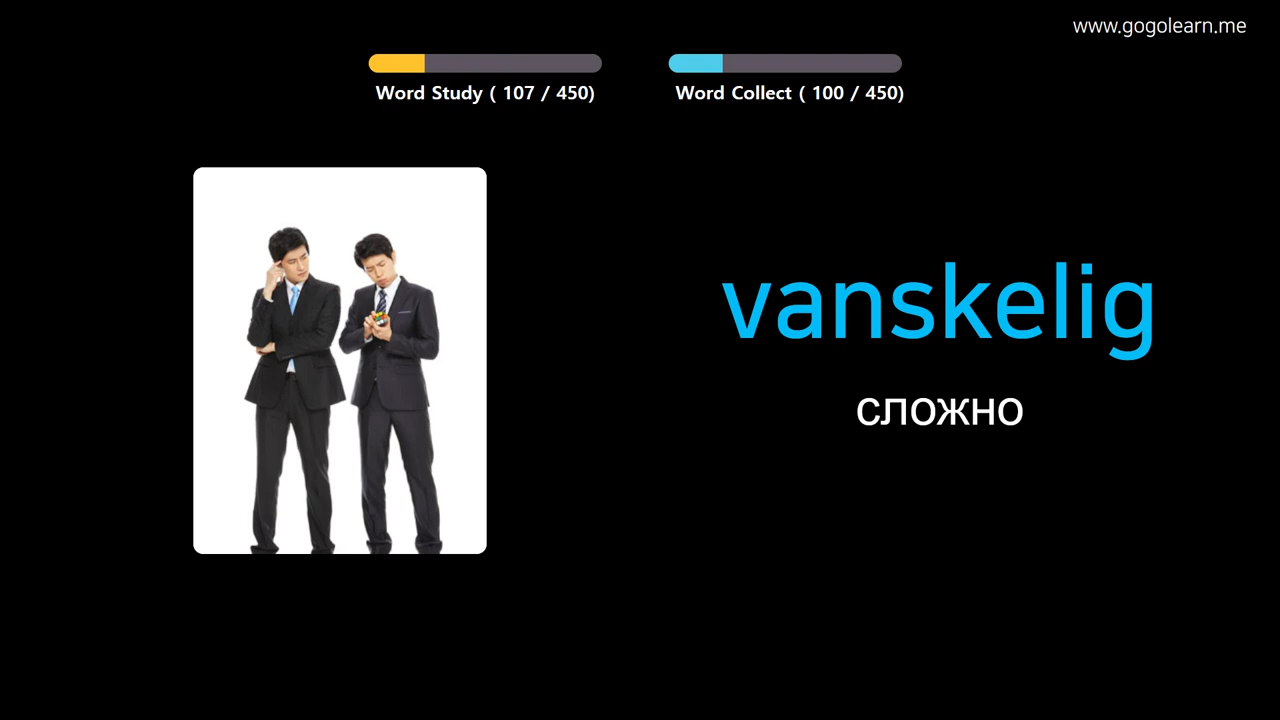 www.gogolearn.me
Word Study ( 107 / 450)
Word Collect ( 100 / 450)
vanskelig
сложно